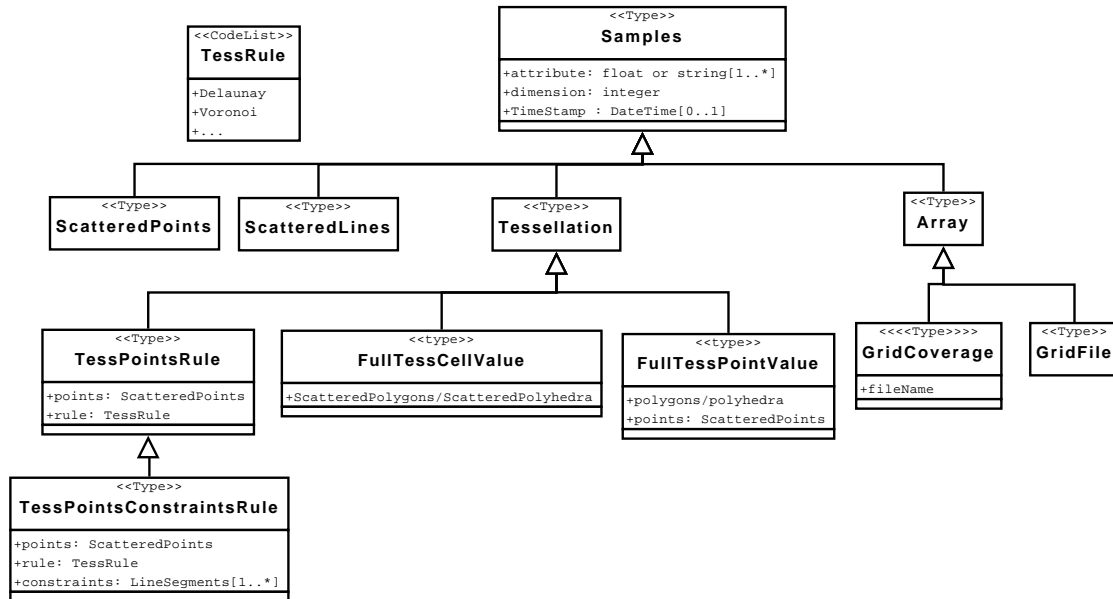 <<CodeList>>
TessRule
+Delaunay
+Voronoi
+...
<<Type>>
Samples
+attribute: float or string[1..*]
+dimension: integer
+TimeStamp : DateTime[0..1]
<<Type>>
ScatteredPoints
<<Type>>
ScatteredLines
<<Type>>
Tessellation
<<Type>>
Array
<<Type>>
TessPointsRule
+points: ScatteredPoints
+rule: TessRule
<<type>>
FullTessCellValue
+ScatteredPolygons/ScatteredPolyhedra
<<type>>
FullTessPointValue
+polygons/polyhedra
+points: ScatteredPoints
<<<<Type>>>>
GridCoverage
+fileName
<<Type>>
GridFile
<<Type>>
TessPointsConstraintsRule
+points: ScatteredPoints
+rule: TessRule
+constraints: LineSegments[1..*]